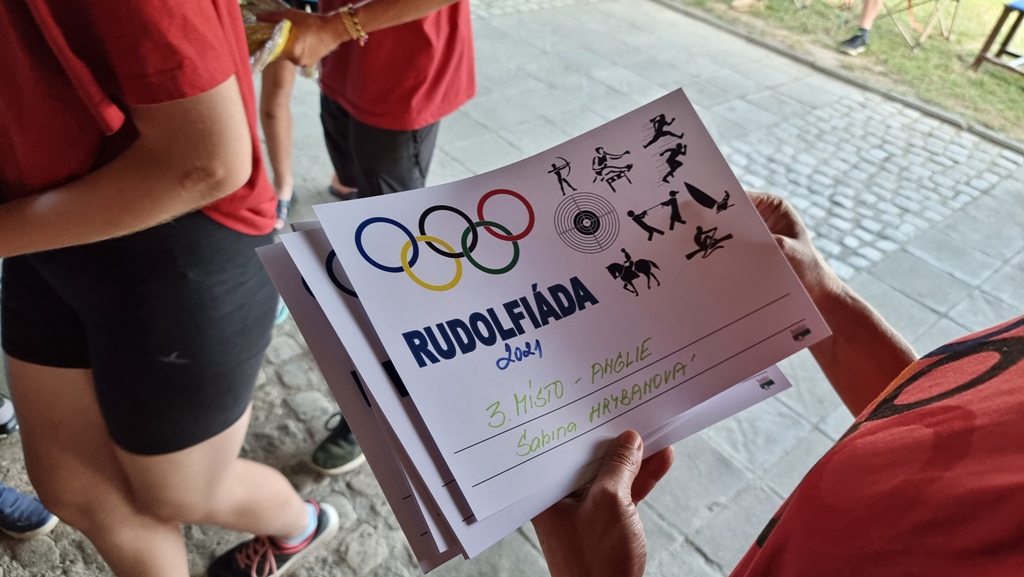 RUDOLFIÁDA
2021
3. MÍSTO - ANGLIE
Sabina HRYBANOVÁ